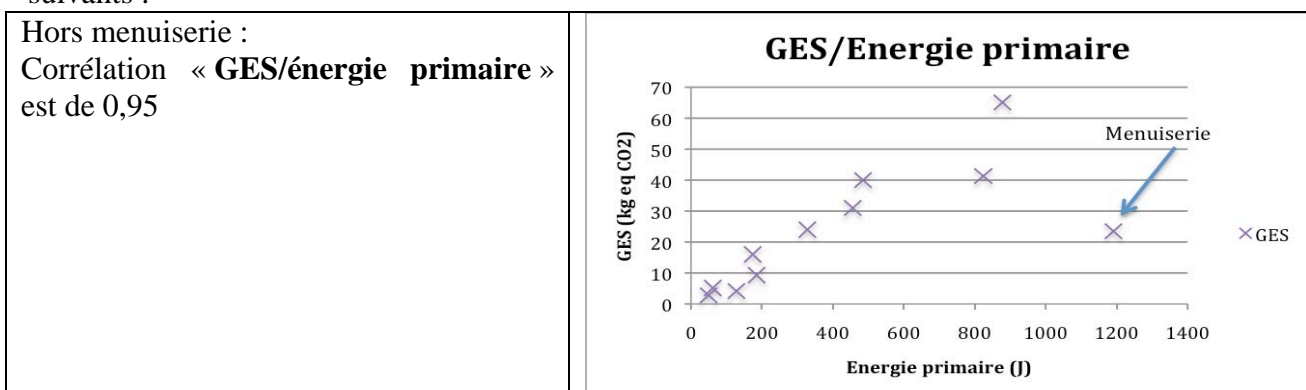 suivants :
Hors menuiserie :
Corrélation « GES/énergie primaire »
est de 0,95
GES/Energie primaire
70
60
50
40
30
20
10
0
GES (kg eq CO2)
Menuiserie
GES
0 200 400 600 800 1000 1200 1400
Energie primaire (J)